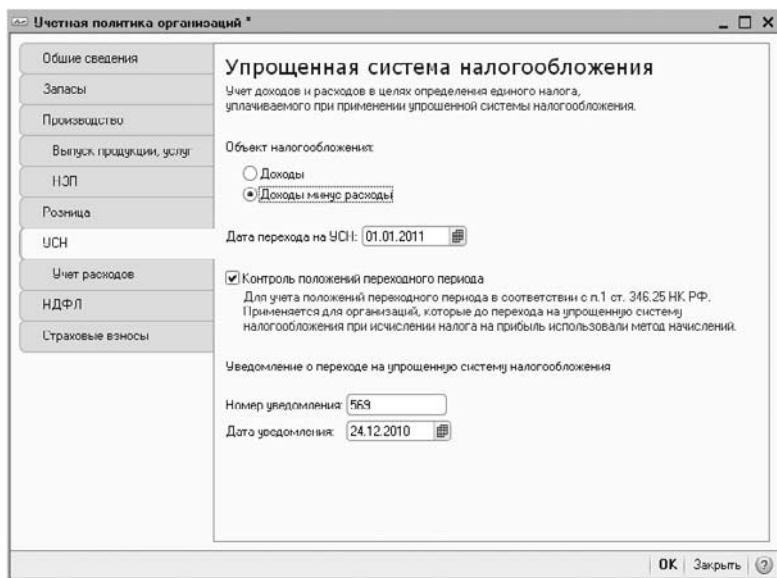 Учетная политика организаций *
Общие сведения
Запасы
Производство
Выпуск продукции, услуг
НЗП
Розница
УСН
Учет расходов
НДФЛ
Страховые взносы
Упрощенная система налогообложения
Учет доходов и расходов в целях определения единого налога,
уплачиваемого при применении упрощенной системы налогообложения.
Объект налогообложения:
Доходы
Доходы минус расходы
Дата перехода на УСН: 01.01.2011
Контроль положений переходного периода
Для учета положений переходного периода в соответствии с п.1 ст. 346.25 НК РФ.
Применяется для организаций, которые до перехода на упрощенную систему
налогообложения при исчислении налога на прибыль использовали метод начислений.
Уведомление о переходе на упрощенную систему налогообложения
Номер уведомления: 569
Дата уведомления: 24.12.2010
OK Закрыть ?